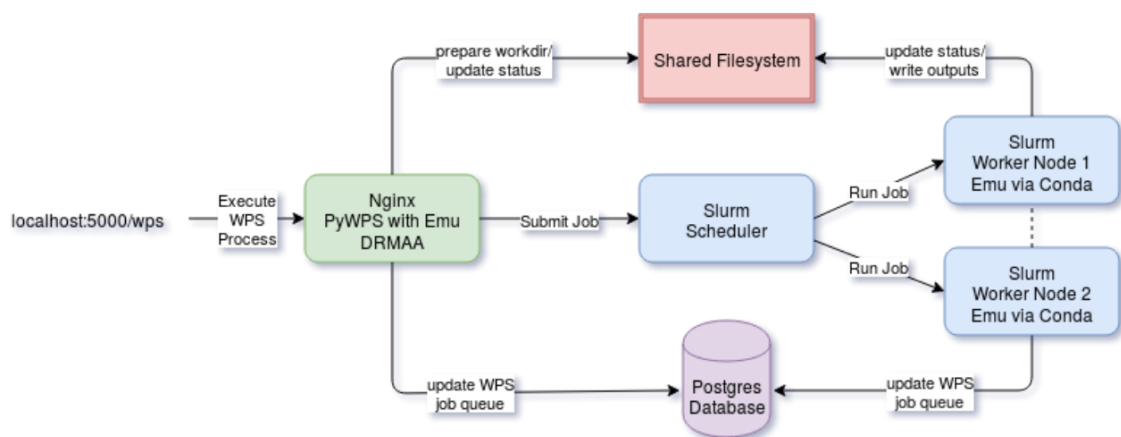 prepare workdir/
update status
Shared Filesystem
update status/
write outputs
Slurm
Worker Node 1
Emu via Conda
localhost:5000/wps
Execute
WPS
Process
Nginx
PyWPS with Emu
DRMAA
Submit Job
Slurm
Scheduler
Run Job
Run Job
Slurm
Worker Node 2
Emu via Conda
update WPS
job queue
Postgres
Database
update WPS
job queue